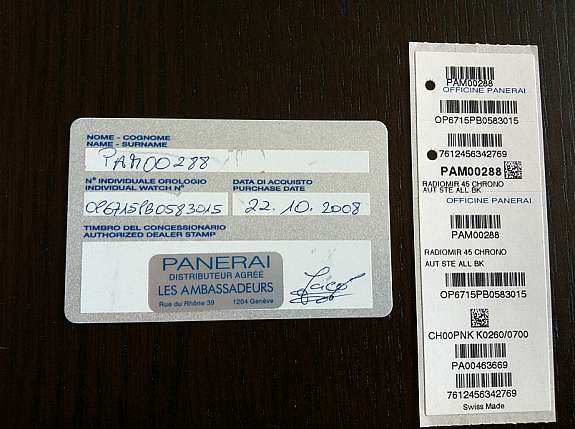 NOME - COGNOME
NAME - SURNAME
PAM00288
N° INDIVIDUALE OROLOGIO
INDIVIDUAL WATCH N°
OP6715PB0583015
DATA DI ACQUISTO
PURCHASE DATE
22.10.2008
TIMBRO DEL CONCESSIONARIO
AUTHORIZED DEALER STAMP
PANERAI
DISTRIBUTEUR AGRÉÉ
LES AMBASSADEURS
Rue du Rhône 39 1204 Genève
PAM00288
OFFICINE PANERAI
OP6715PB0583015
7612456342769
PAM00288
RADIOMIR 45 CHRONO
AUT STE ALL BK
OFFICINE PANERAI
PAM00288
RADIOMIR 45 CHRONO
AUT STE ALL BK
OP6715PB0583015
CH00PNK K0260/0700
PA00463669
7612456342769
Swiss Made